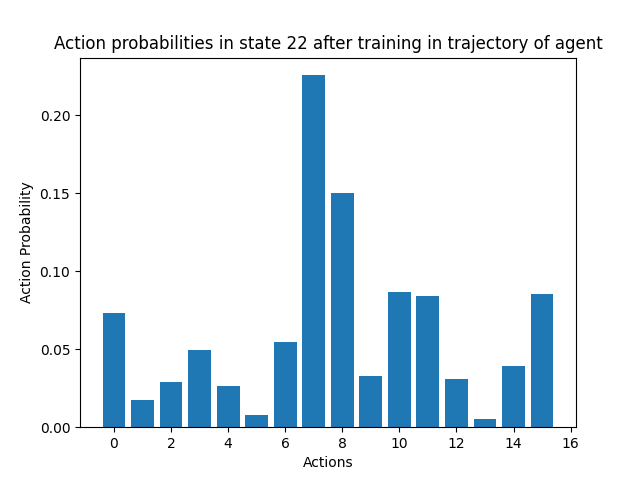 Action probabilities in state 22 after training in trajectory of agent
0.20
0.15
0.10
0.05
0.00
Action Probability
0 2 4 6 8 10 12 14 16
Actions